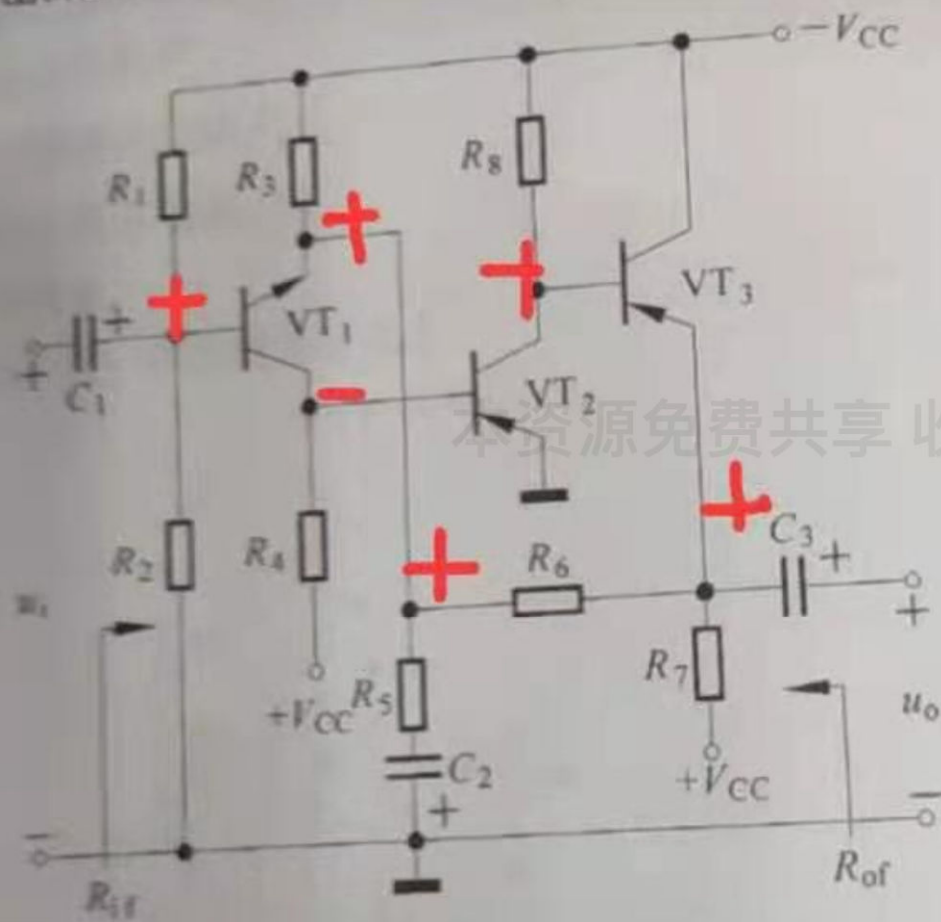 −VCC
R1
R3
R8
VT1
VT2
VT3
+
C1
+
−
本资源免费共享 收
R2
R4
R6
C3
+
+
+VCC
R5
R7
uo
C2
+
+VCC
−
−
Rif
Rof